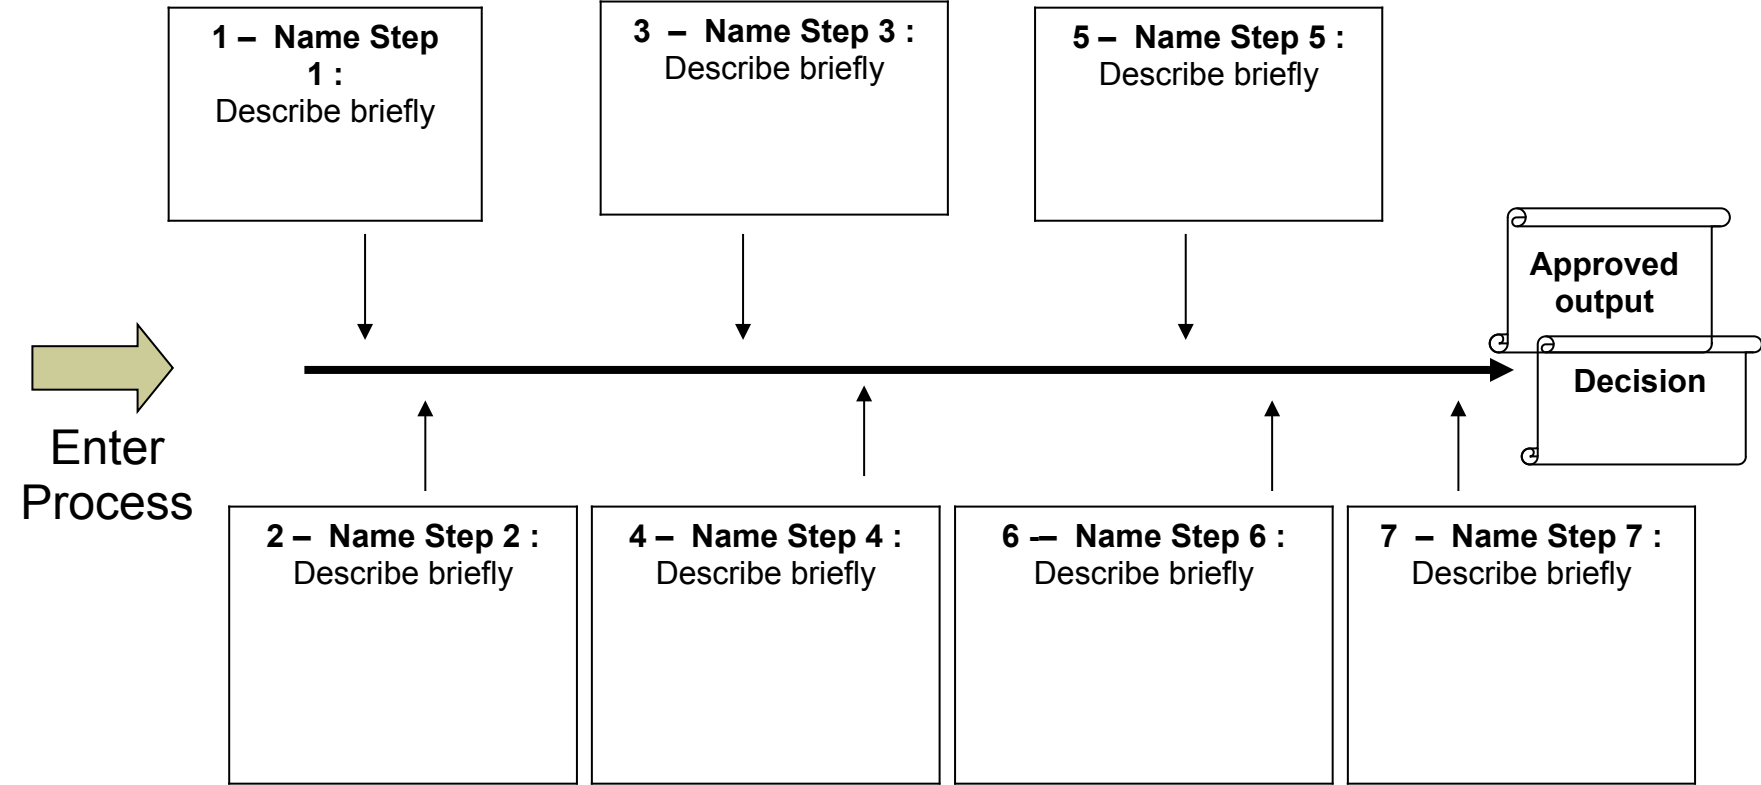 1 – Name Step
1 :
Describe briefly
3 – Name Step 3 :
Describe briefly
5 – Name Step 5 :
Describe briefly
Approved
output
Decision
Enter
Process
2 – Name Step 2 :
Describe briefly
4 – Name Step 4 :
Describe briefly
6 -– Name Step 6 :
Describe briefly
7 – Name Step 7 :
Describe briefly